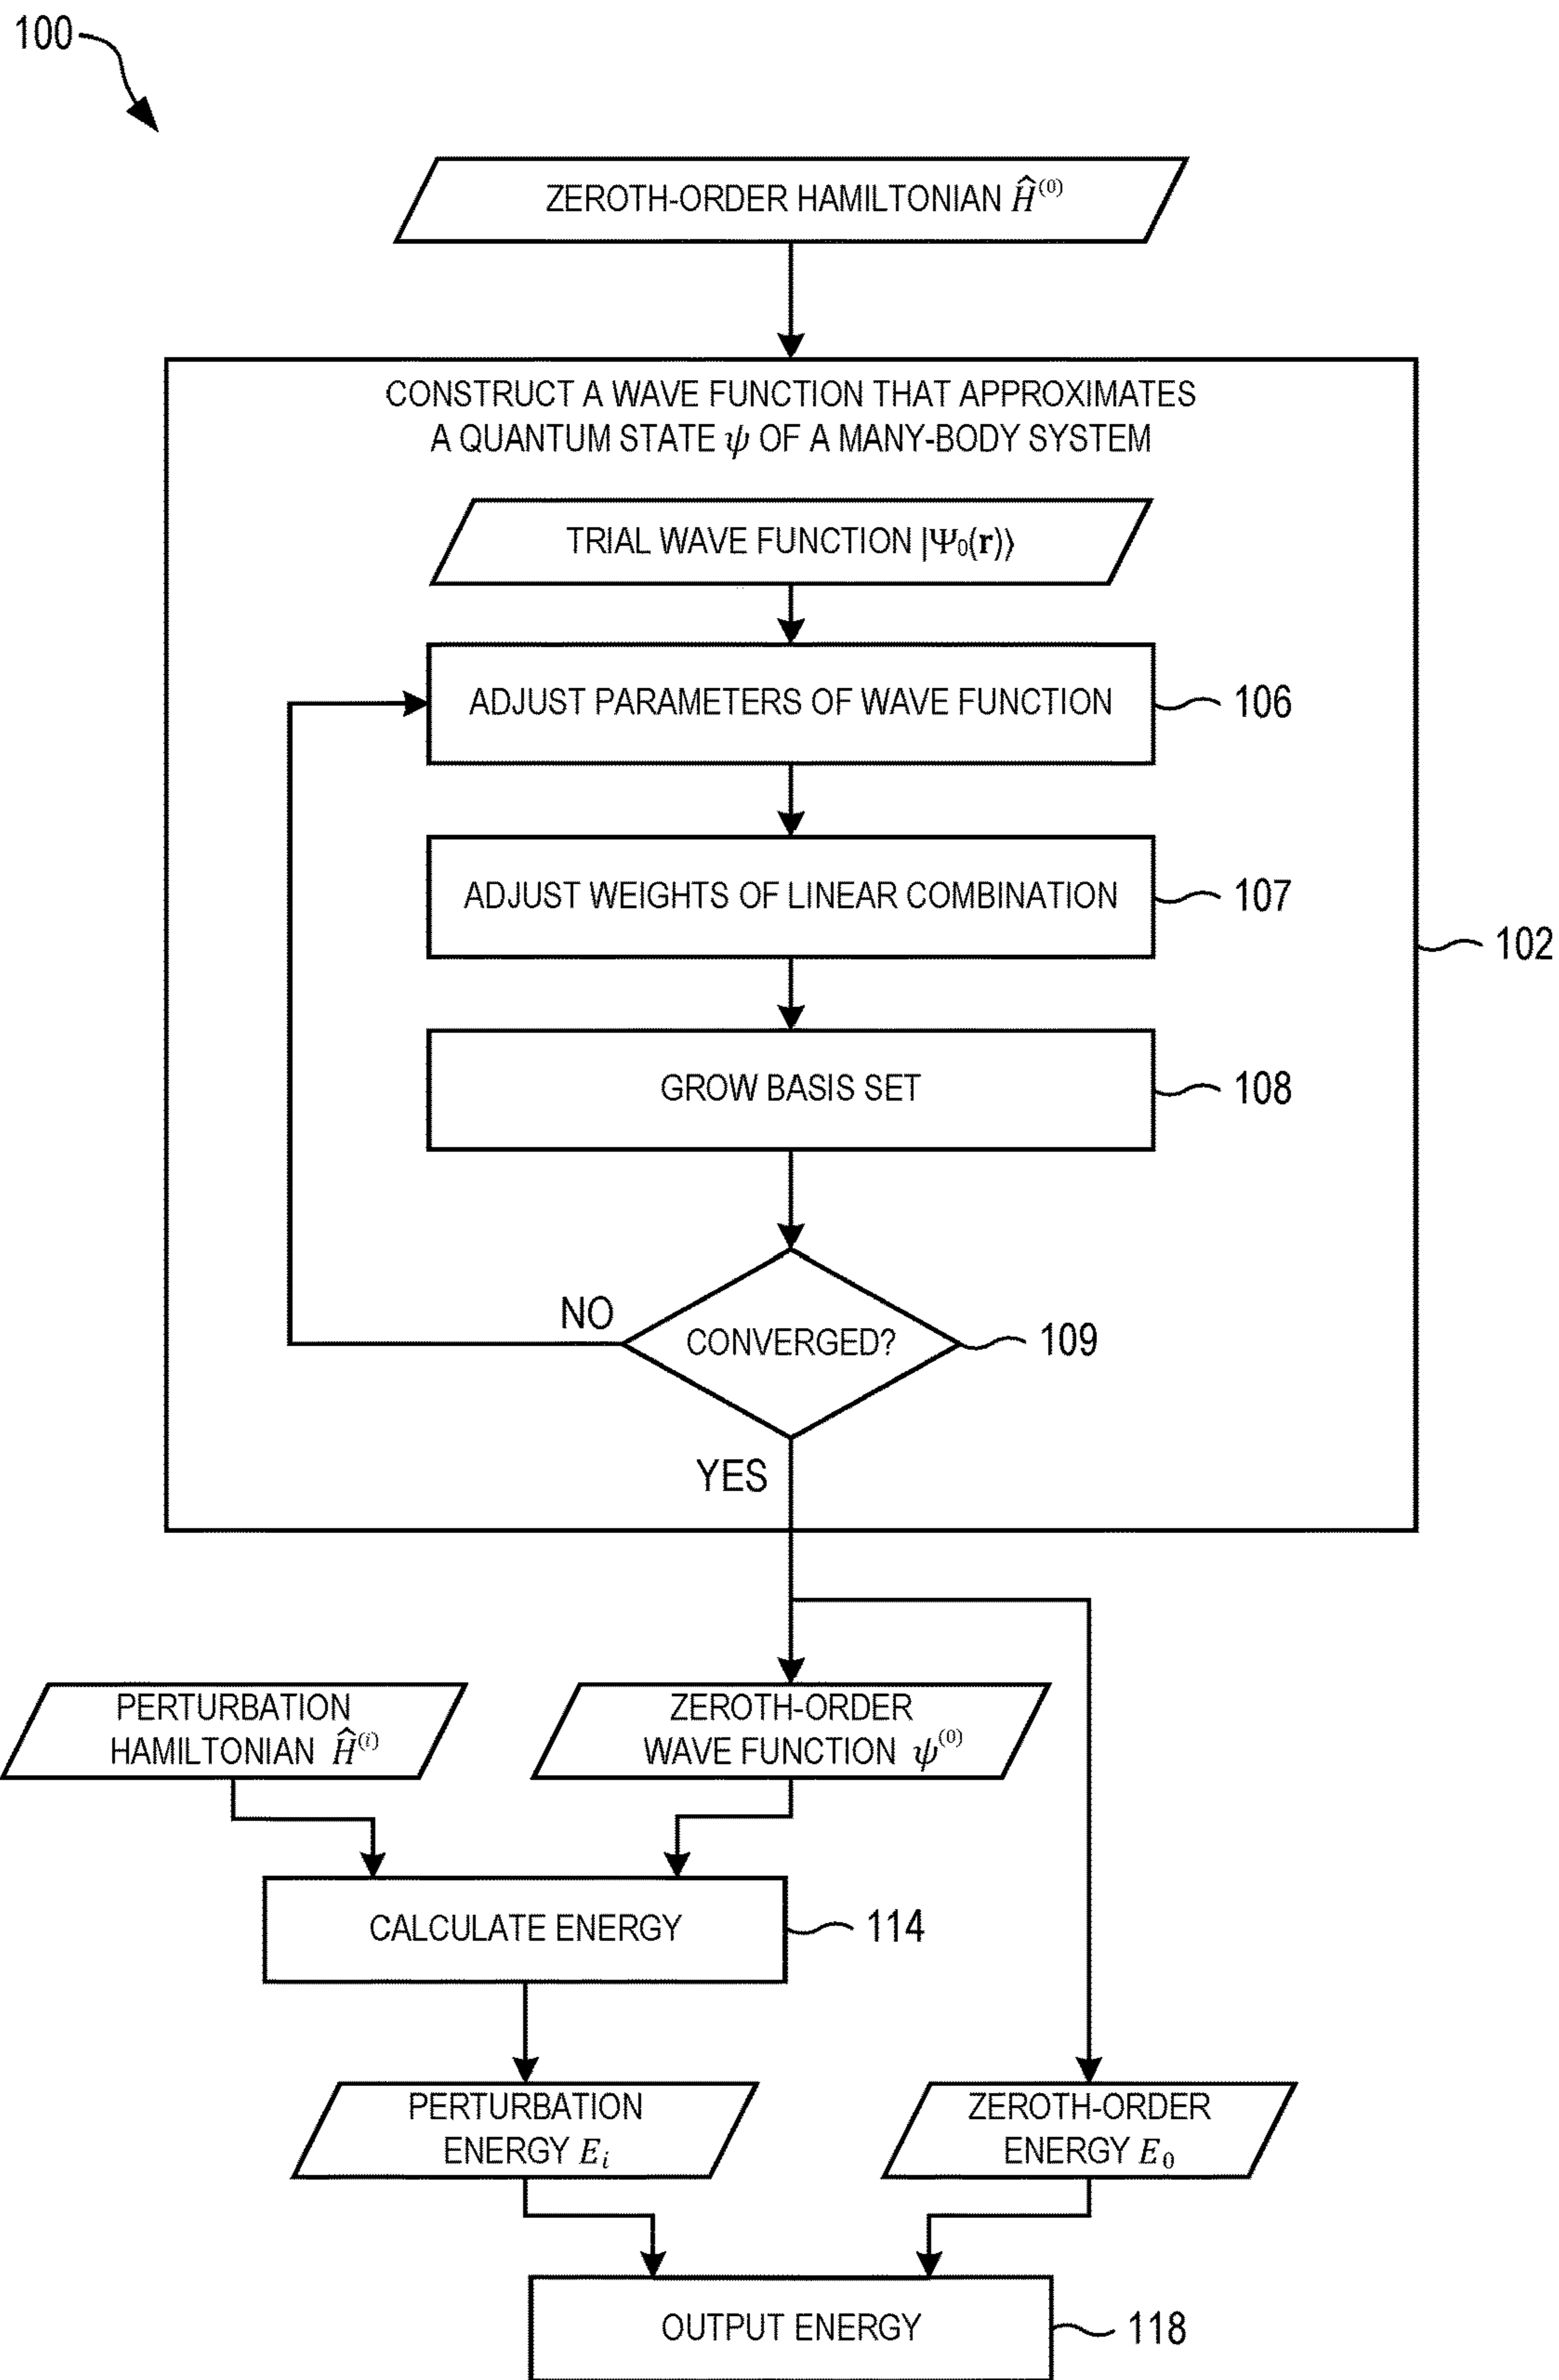 100
ZEROTH-ORDER HAMILTONIAN Ĥ⁽⁰⁾
CONSTRUCT A WAVE FUNCTION THAT APPROXIMATES
A QUANTUM STATE ψ OF A MANY-BODY SYSTEM
TRIAL WAVE FUNCTION |Ψ₀(r)⟩
ADJUST PARAMETERS OF WAVE FUNCTION
106
ADJUST WEIGHTS OF LINEAR COMBINATION
107
102
GROW BASIS SET
108
NO
CONVERGED?
109
YES
PERTURBATION
HAMILTONIAN Ĥ⁽ⁱ⁾
ZEROTH-ORDER
WAVE FUNCTION ψ⁽⁰⁾
CALCULATE ENERGY
114
PERTURBATION
ENERGY Eᵢ
ZEROTH-ORDER
ENERGY E₀
OUTPUT ENERGY
118